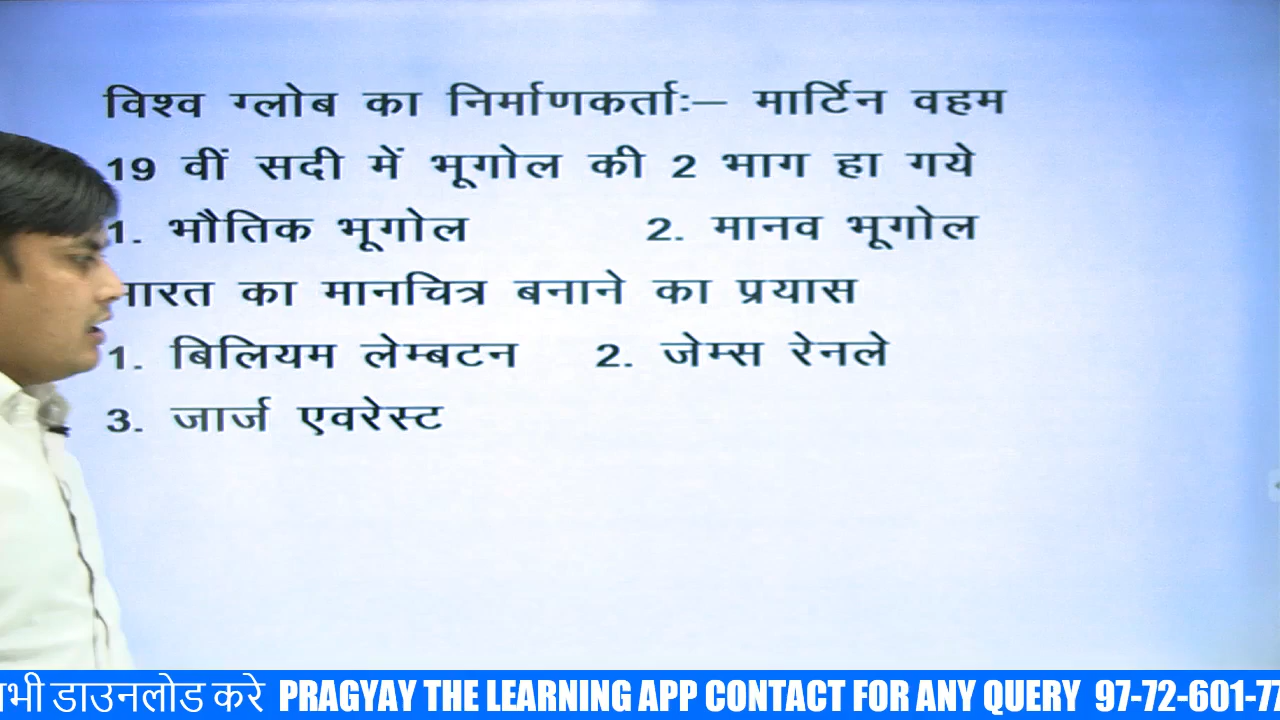 विश्व ग्लोब का निर्माणकर्ताः– मार्टिन वहम
19 वीं सदी में भूगोल की 2 भाग हा गये
1. भौतिक भूगोल 2. मानव भूगोल
का मानचित्र बनाने का प्रयास
1. बिलियम लेम्बटन 2. जेम्स रेनले
3. जार्ज एवरेस्ट
डाउनलोड करे PRAGYAY THE LEARNING APP CONTACT FOR ANY QUERY 97-72-601-77